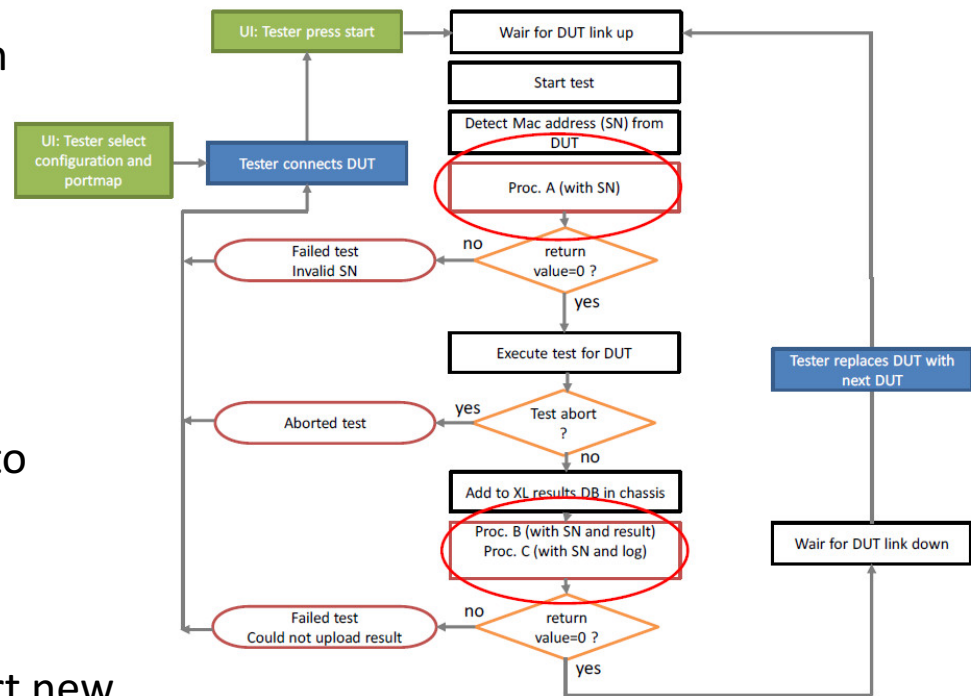 n
UI: Tester press start
Wair for DUT link up
Start test
Detect Mac address (SN) from
DUT
UI: Tester select
configuration and
portmap
Tester connects DUT
Proc. A (with SN)
no
Failed test
Invalid SN
return
value=0 ?
yes
Execute test for DUT
Tester replaces DUT with
next DUT
yes
Aborted test
Test abort
?
no
to
Add to XL results DB in chassis
Proc. B (with SN and result)
Proc. C (with SN and log)
Wair for DUT link down
no
Failed test
Could not upload result
return
value=0 ?
yes
rt new